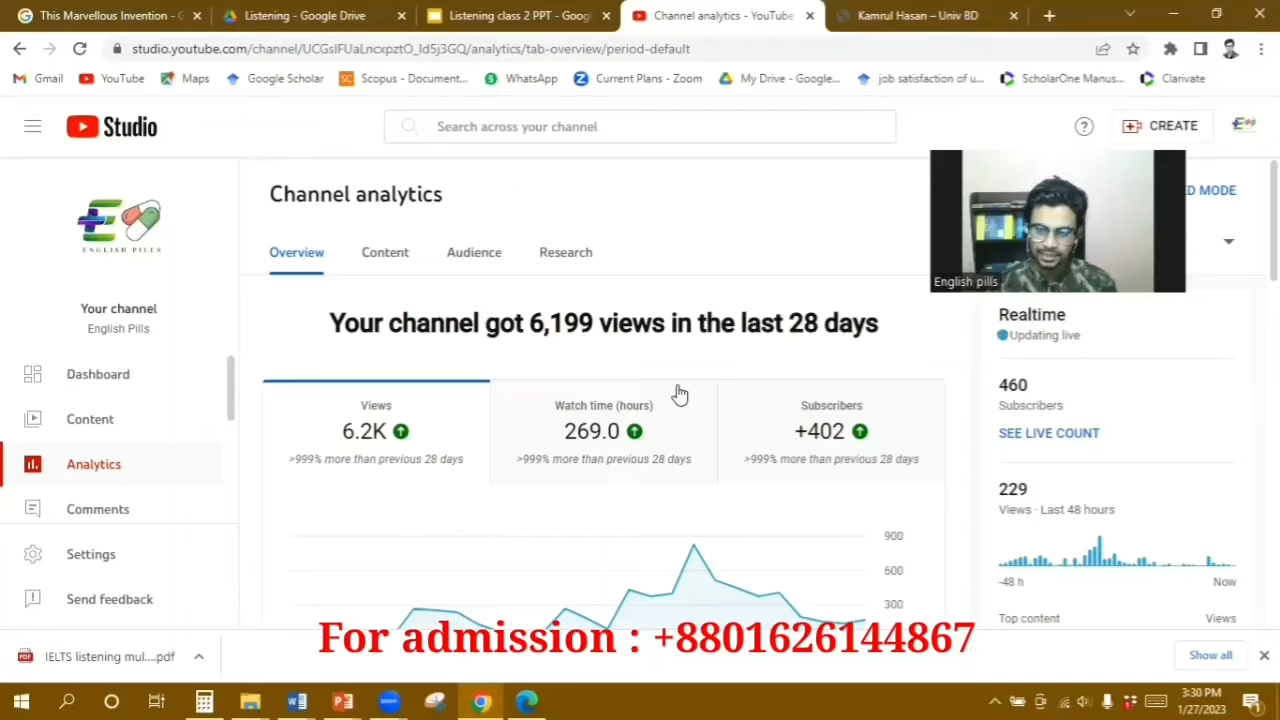 This Marvellous Invention - G
Listening - Google Drive
Listening class 2 PPT - Goog
Channel analytics - YouTube
Kamrul Hasan – Univ BD
studio.youtube.com/channel/UCGsIFUaLncxpztO_Id5j3GQ/analytics/tab-overview/period-default
Gmail
YouTube
Maps
Google Scholar
Scopus - Document...
WhatsApp
Current Plans - Zoom
My Drive - Google...
job satisfaction of u...
ScholarOne Manus...
Clarivate
Studio
Search across your channel
CREATE
Channel analytics
ED MODE
Overview
Content
Audience
Research
ENGLISH PILLS
English pills
Your channel
English Pills
Dashboard
Content
Analytics
Comments
Settings
Send feedback
Your channel got 6,199 views in the last 28 days
Views
6.2K
>999% more than previous 28 days
Watch time (hours)
269.0
>999% more than previous 28 days
Subscribers
+402
>999% more than previous 28 days
900
600
300
Realtime
Updating live
460
Subscribers
SEE LIVE COUNT
229
Views · Last 48 hours
-48 h
Now
Top content
Views
For admission : +8801626144867
IELTS listening mul....pdf
Show all
3:30 PM
1/27/2023